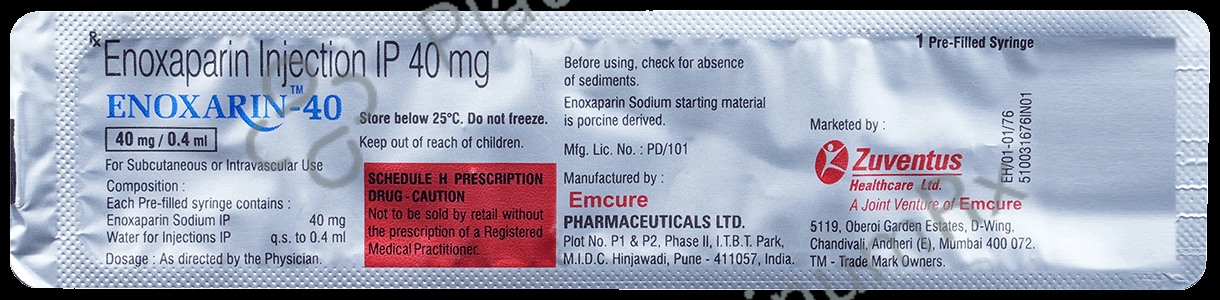 Rx Enoxaparin Injection IP 40 mg
ENOXARIN™-40
40 mg / 0.4 ml
For Subcutaneous or Intravascular Use
Composition :
Each Pre-filled syringe contains :
Enoxaparin Sodium IP 40 mg
Water for Injections IP q.s. to 0.4 ml
Dosage : As directed by the Physician.
Store below 25°C. Do not freeze.
Keep out of reach of children.
SCHEDULE H PRESCRIPTION
DRUG - CAUTION
Not to be sold by retail without
the prescription of a Registered
Medical Practitioner.
Before using, check for absence
of sediments.
Enoxaparin Sodium starting material
is porcine derived.
Mfg. Lic. No. : PD/101
Manufactured by :
Emcure
PHARMACEUTICALS LTD.
Plot No. P1 & P2, Phase II, I.T.B.T. Park,
M.I.D.C. Hinjawadi, Pune - 411057, India.
1 Pre-Filled Syringe
Marketed by :
Zuventus
Healthcare Ltd.
A Joint Venture of Emcure
5119, Oberoi Garden Estates, D-Wing,
Chandivali, Andheri (E), Mumbai 400 072.
TM - Trade Mark Owners.
EH/01-01/76
5100031676IN01